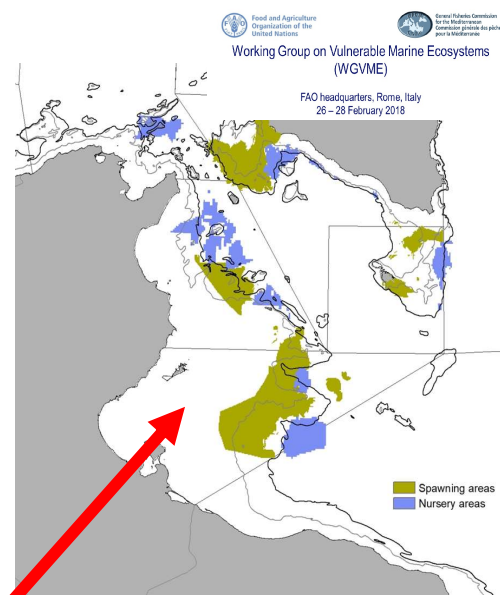 Food and Agriculture
Organization of the
United Nations
General Fisheries Commission
for the Mediterranean
Commission générale des pêches
pour la Méditerranée
Working Group on Vulnerable Marine Ecosystems
(WGVME)
FAO headquarters, Rome, Italy
26 – 28 February 2018
Spawning areas
Nursery areas